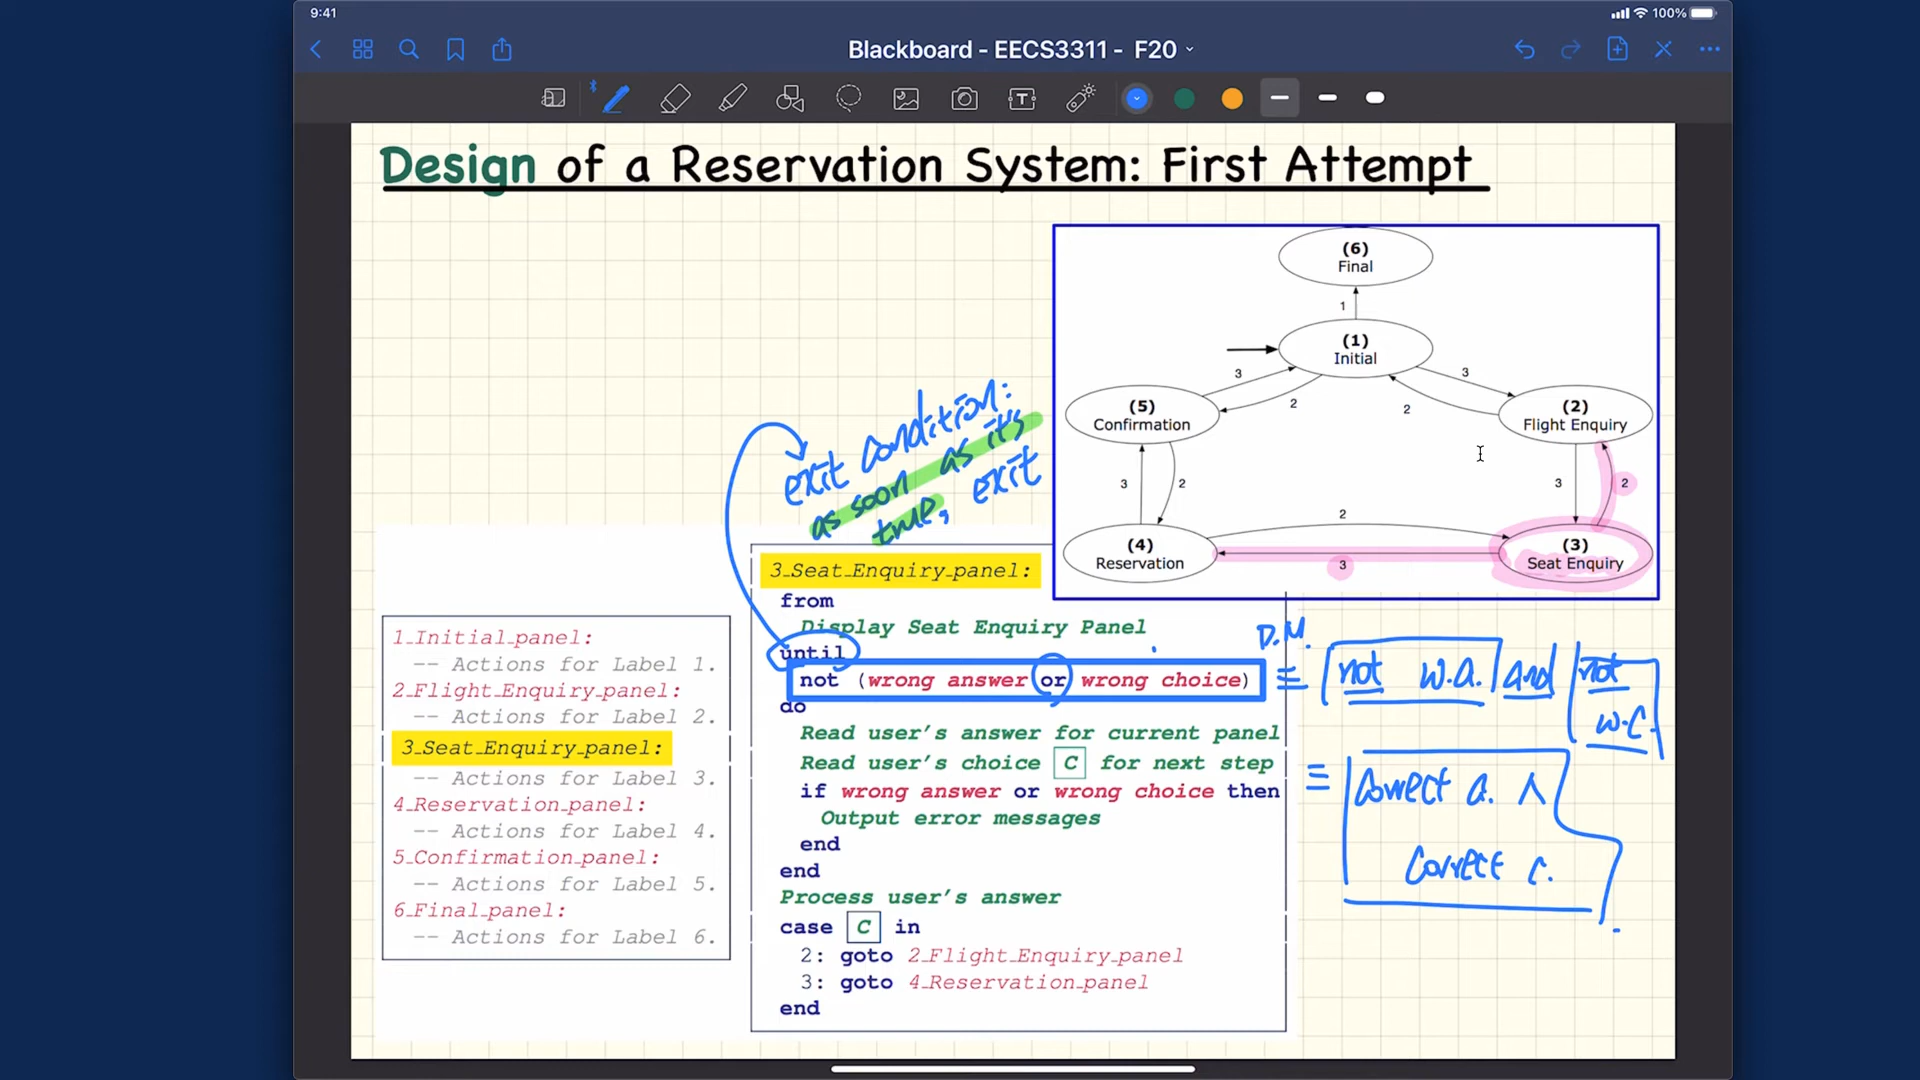 9:41
100%
Blackboard - EECS3311 - F20
Design of a Reservation System: First Attempt
(6)
Final
1
(1)
Initial
3
3
2
2
(5)
Confirmation
(2)
Flight Enquiry
3
2
3
2
2
(4)
Reservation
3
(3)
Seat Enquiry
exit condition:
as soon as it's
true, exit
1_Initial_panel:
-- Actions for Label 1.
2_Flight_Enquiry_panel:
-- Actions for Label 2.
3_Seat_Enquiry_panel:
-- Actions for Label 3.
4_Reservation_panel:
-- Actions for Label 4.
5_Confirmation_panel:
-- Actions for Label 5.
6_Final_panel:
-- Actions for Label 6.
3_Seat_Enquiry_panel:
from
Display Seat Enquiry Panel
until
not (wrong answer or wrong choice)
do
Read user's answer for current panel
Read user's choice C for next step
if wrong answer or wrong choice then
Output error messages
end
end
Process user's answer
case C in
2: goto 2_Flight_Enquiry_panel
3: goto 4_Reservation_panel
end
D.M.
≡ not w.a. and not
w.c.
≡ correct a. ∧
correct c.